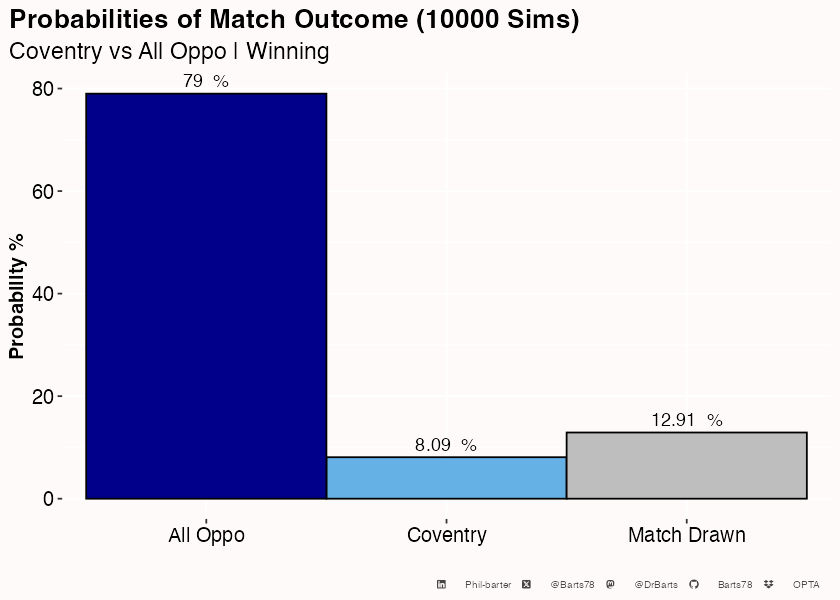 Probabilities of Match Outcome (10000 Sims)
Coventry vs All Oppo | Winning
79 %
80
60
Probability %
40
20
12.91 %
8.09 %
0
All Oppo Coventry Match Drawn
Phil-barter @Barts78 @DrBarts Barts78 OPTA